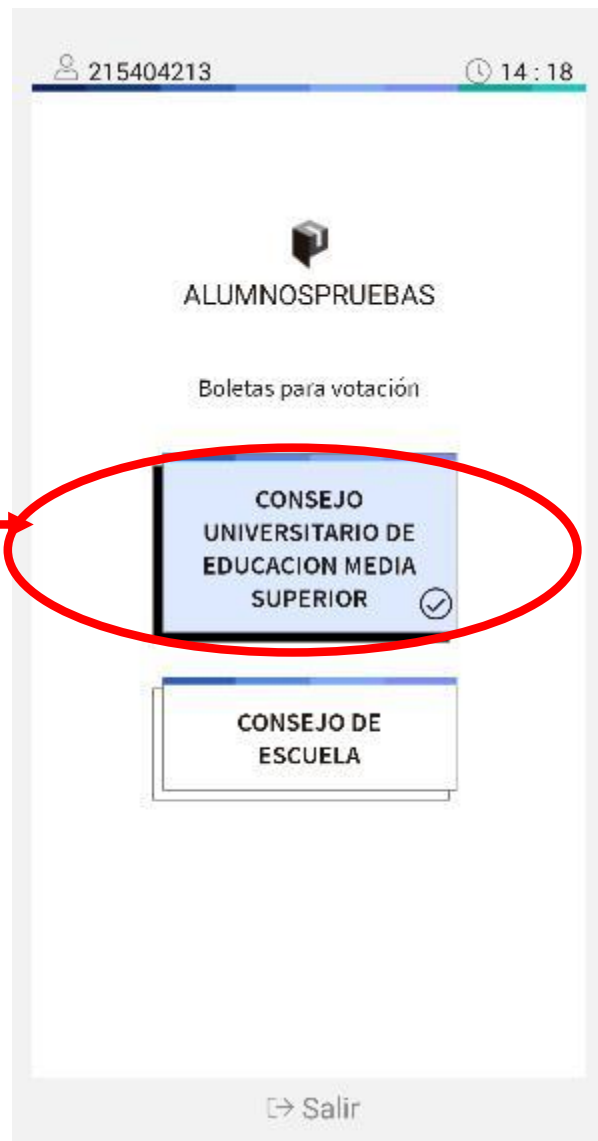 215404213 14 : 18
ALUMNOSPRUEBAS
Boletas para votación
CONSEJO
UNIVERSITARIO DE
EDUCACION MEDIA
SUPERIOR
CONSEJO DE
ESCUELA
Salir